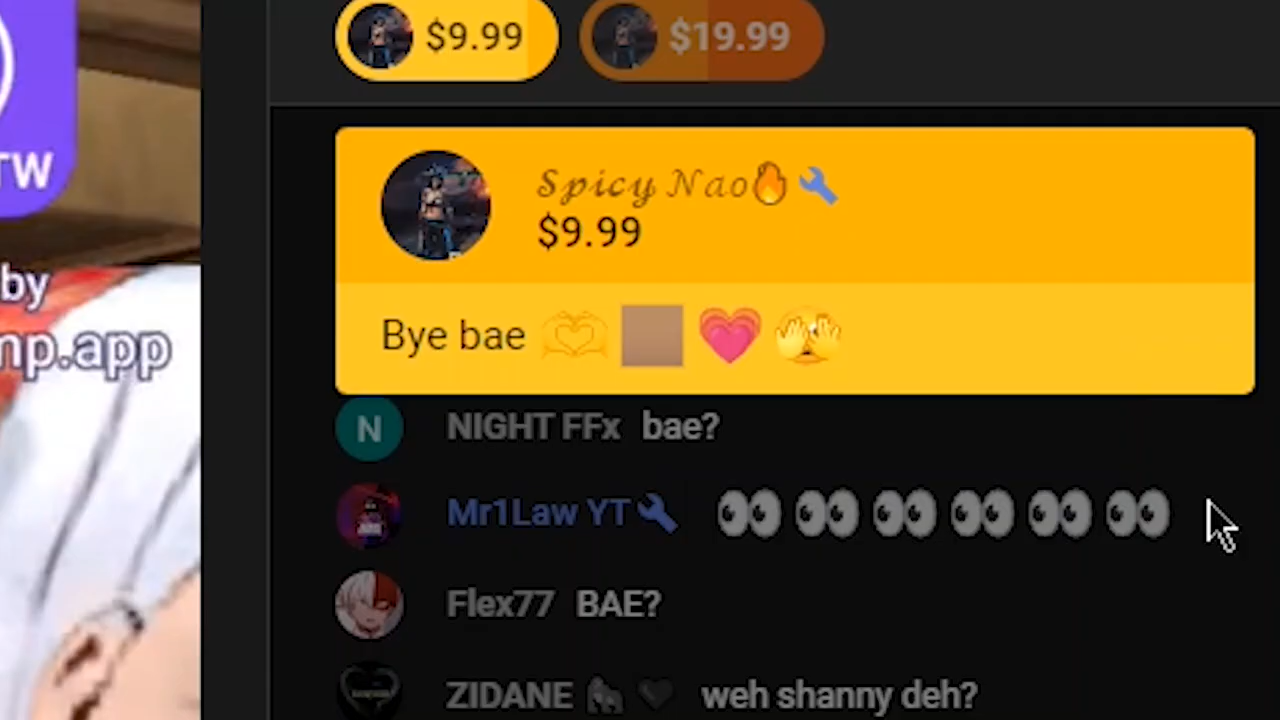 $9.99 $19.99
TW
Spicy Nao🔥
$9.99
by
mp.app
Bye bae 🫶 💗 🫣
N NIGHT FFx bae?
Mr1Law YT 👀 👀 👀 👀 👀 👀
Flex77 BAE?
ZIDANE 🦍 🖤 weh shanny deh?